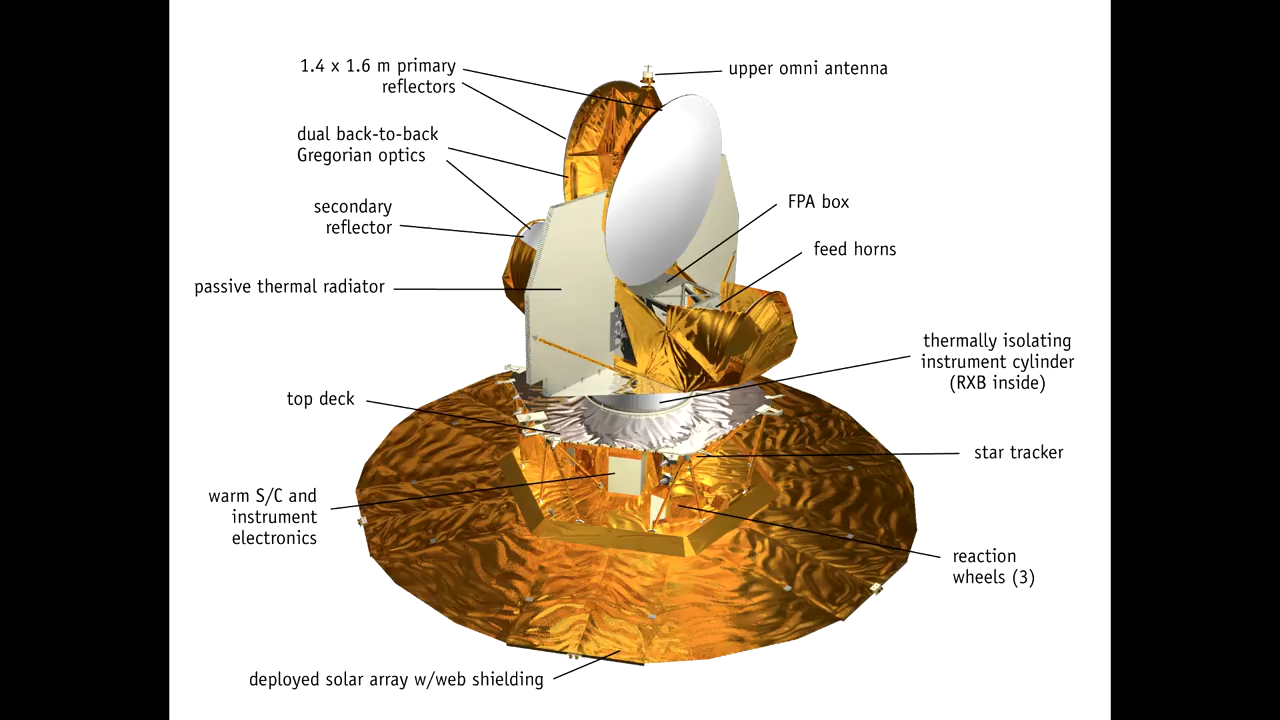 1.4 x 1.6 m primary
reflectors
upper omni antenna
dual back-to-back
Gregorian optics
secondary
reflector
FPA box
feed horns
passive thermal radiator
thermally isolating
instrument cylinder
(RXB inside)
top deck
star tracker
warm S/C and
instrument
electronics
reaction
wheels (3)
deployed solar array w/web shielding